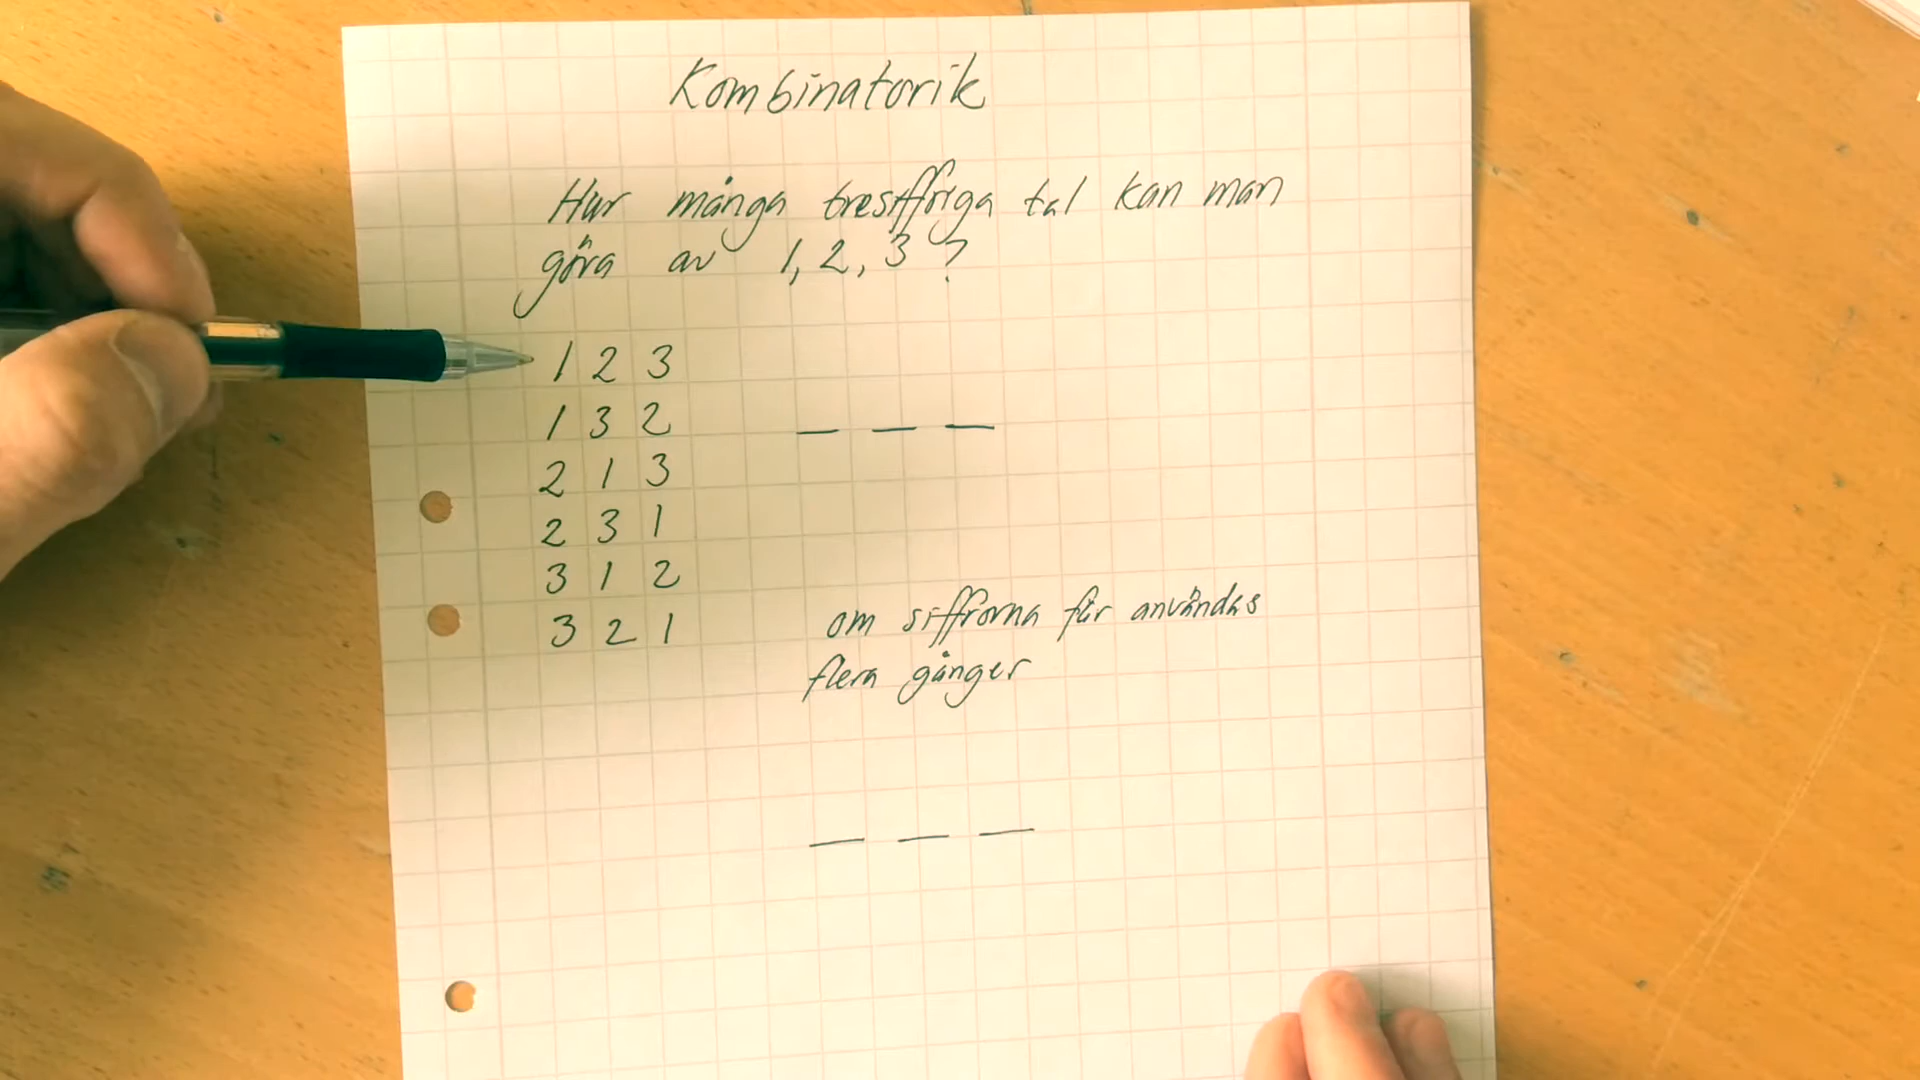 Kombinatorik
Hur många tresiffriga tal kan man
göra av 1, 2, 3 ?
1 2 3
1 3 2
2 1 3
2 3 1
3 1 2
3 2 1
om siffrorna får användas
flera gånger